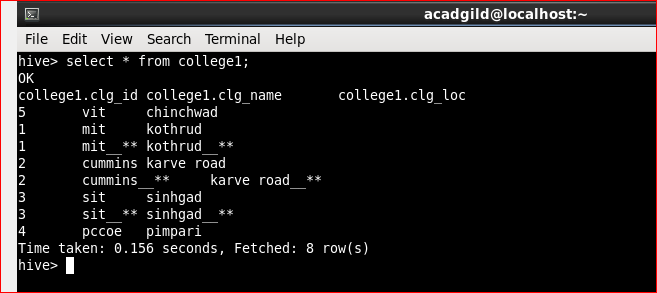 acadgild@localhost:~
File Edit View Search Terminal Help
hive> select * from college1;
OK
college1.clg_id college1.clg_name college1.clg_loc
5 vit chinchwad
1 mit kothrud
1 mit__** kothrud__**
2 cummins karve road
2 cummins__** karve road__**
3 sit sinhgad
3 sit__** sinhgad__**
4 pccoe pimpari
Time taken: 0.156 seconds, Fetched: 8 row(s)
hive>